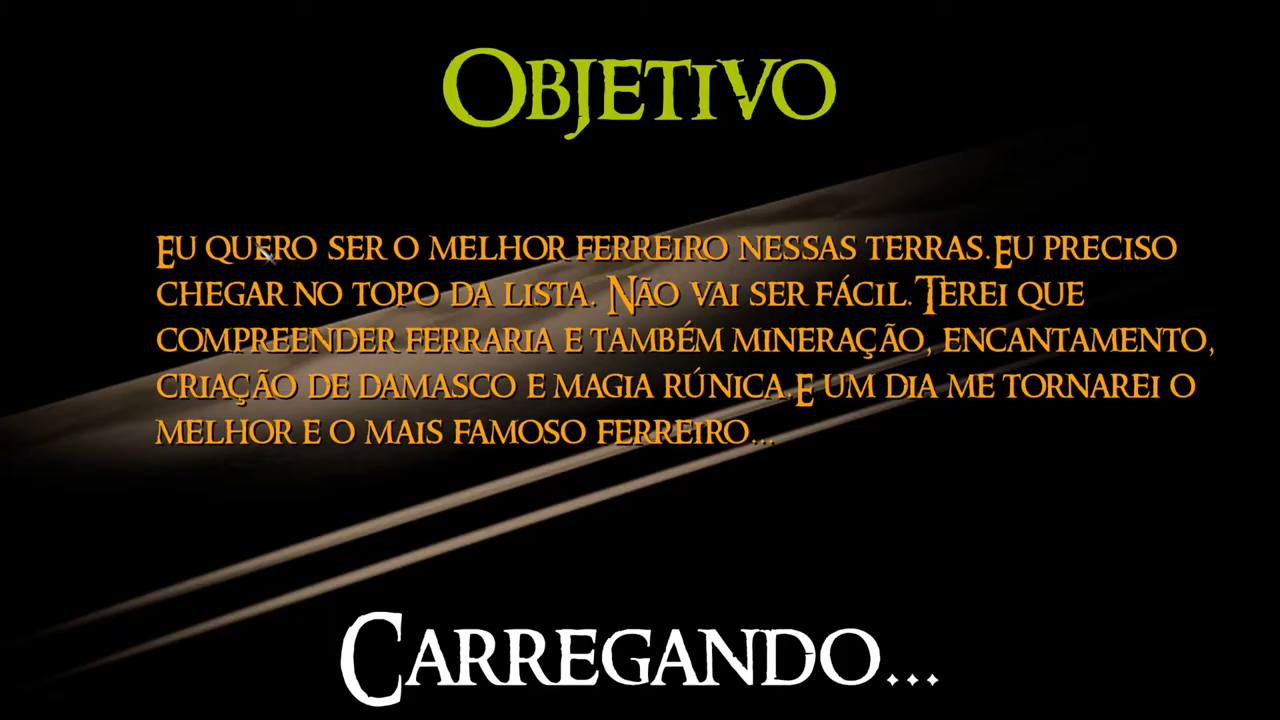 Objetivo
Eu quero ser o melhor ferreiro nessas terras.Eu preciso
chegar no topo da lista. Não vai ser fácil.Terei que
compreender ferraria e também mineração, encantamento,
criação de damasco e magia rúnica.E um dia me tornarei o
melhor e o mais famoso ferreiro...
Carregando...